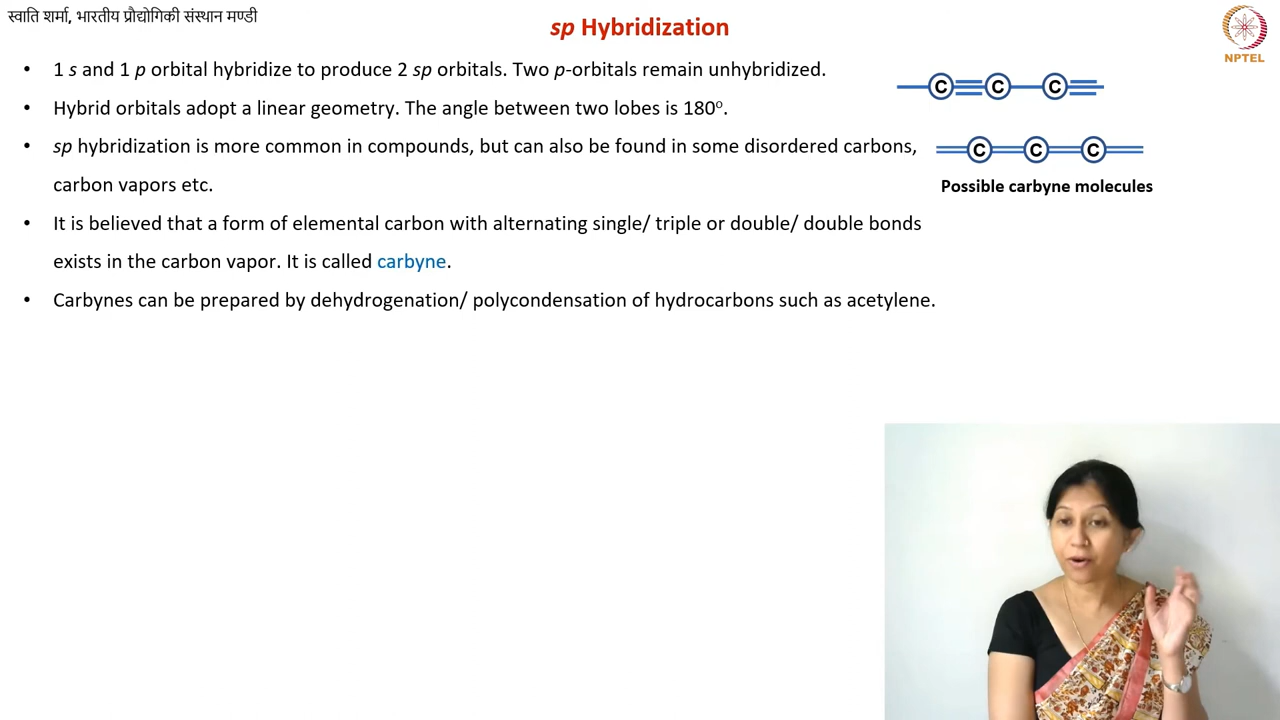 स्वाति शर्मा, भारतीय प्रौद्योगिकी संस्थान मण्डी
sp Hybridization
NPTEL
• 1 s and 1 p orbital hybridize to produce 2 sp orbitals. Two p-orbitals remain unhybridized.
C C C
• Hybrid orbitals adopt a linear geometry. The angle between two lobes is 180°.
• sp hybridization is more common in compounds, but can also be found in some disordered carbons,
carbon vapors etc.
C C C
Possible carbyne molecules
• It is believed that a form of elemental carbon with alternating single/ triple or double/ double bonds
exists in the carbon vapor. It is called carbyne.
• Carbynes can be prepared by dehydrogenation/ polycondensation of hydrocarbons such as acetylene.